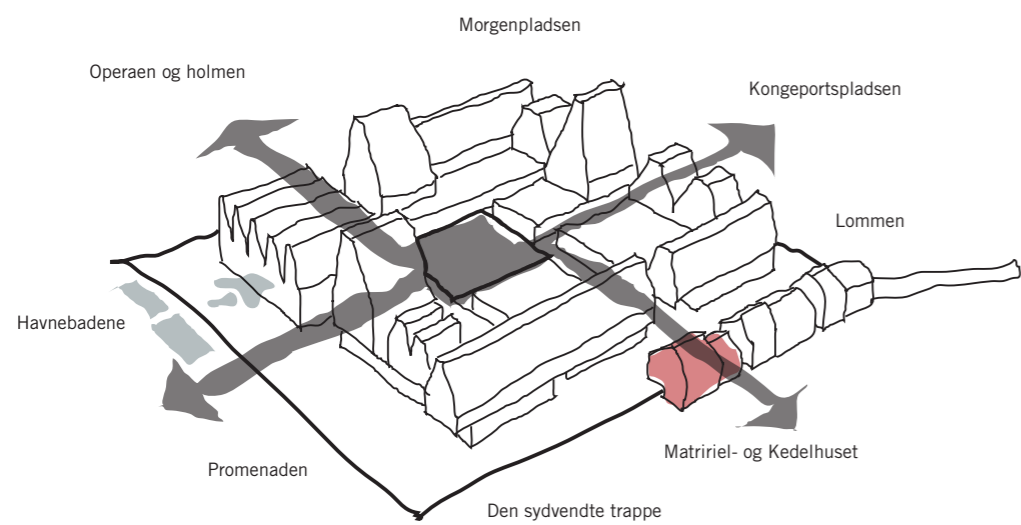 Morgenpladsen
Operaen og holmen
Kongeportspladsen
Lommen
Havnebadene
Matririel- og Kedelhuset
Promenaden
Den sydvendte trappe